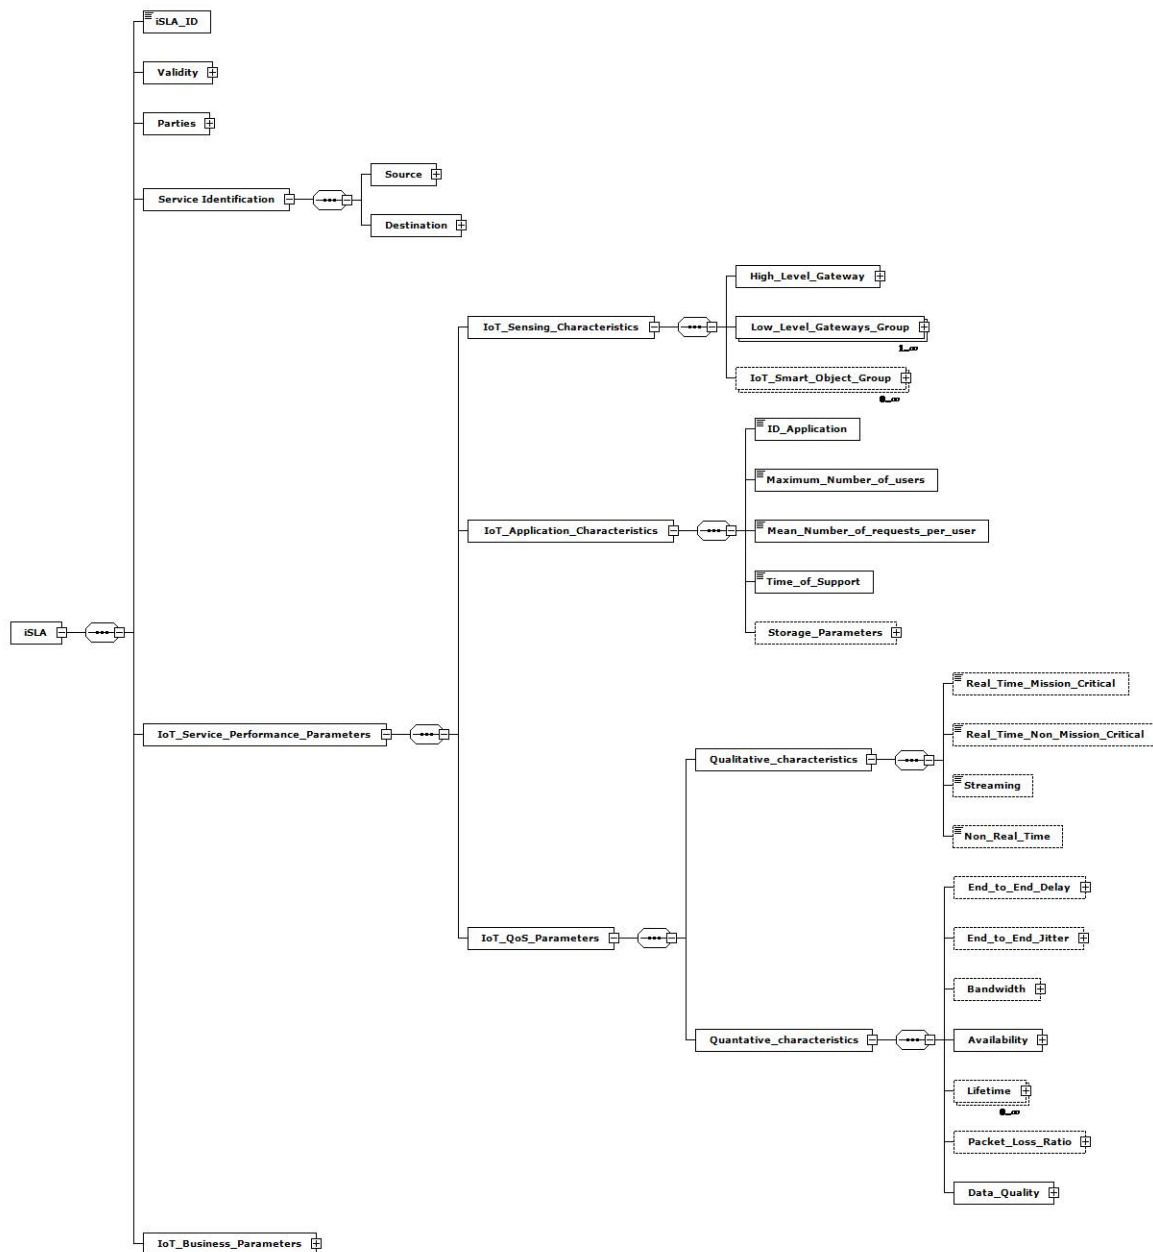 iSLA_ID
Validity
Parties
Service Identification
Source
Destination
High_Level_Gateway
IoT_Sensing_Characteristics
Low_Level_Gateways_Group
1..∞
IoT_Smart_Object_Group
0..∞
ID_Application
Maximum_Number_of_users
IoT_Application_Characteristics
Mean_Number_of_requests_per_user
Time_of_Support
iSLA
Storage_Parameters
Real_Time_Mission_Critical
IoT_Service_Performance_Parameters
Real_Time_Non_Mission_Critical
Qualitative_characteristics
Streaming
Non_Real_Time
End_to_End_Delay
IoT_QoS_Parameters
End_to_End_Jitter
Bandwidth
Quantative_characteristics
Availability
Lifetime
0..∞
Packet_Loss_Ratio
Data_Quality
IoT_Business_Parameters